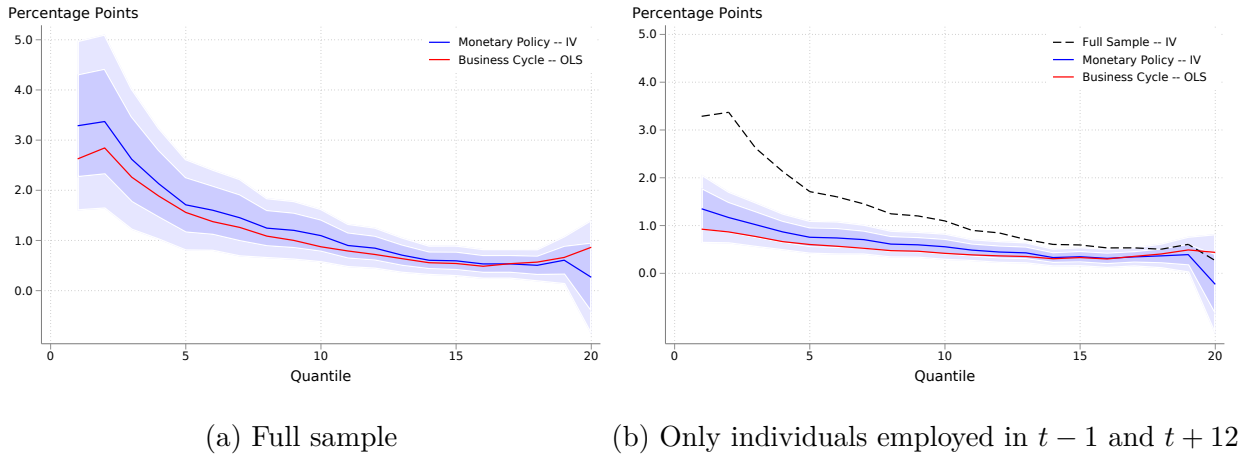 Percentage Points
5.0
4.0
3.0
2.0
1.0
0.0
0 5 10 15 20
Quantile
Monetary Policy -- IV
Business Cycle -- OLS
(a) Full sample
Percentage Points
5.0
4.0
3.0
2.0
1.0
0.0
0 5 10 15 20
Quantile
Full Sample -- IV
Monetary Policy -- IV
Business Cycle -- OLS
(b) Only individuals employed in t − 1 and t + 12